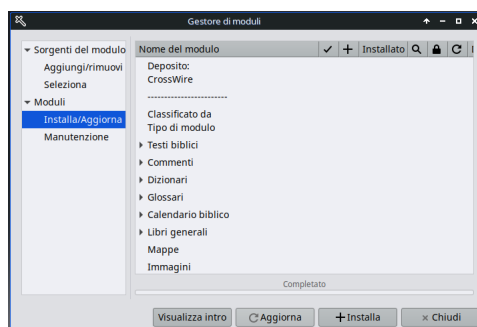 Gestore di moduli
Sorgenti del modulo
Aggiungi/rimuovi
Seleziona
Moduli
Installa/Aggiorna
Manutenzione
Nome del modulo
Installato
Deposito:
CrossWire
------------------------
Classificato da
Tipo di modulo
Testi biblici
Commenti
Dizionari
Glossari
Calendario biblico
Libri generali
Mappe
Immagini
Completato
Visualizza intro
Aggiorna
Installa
Chiudi